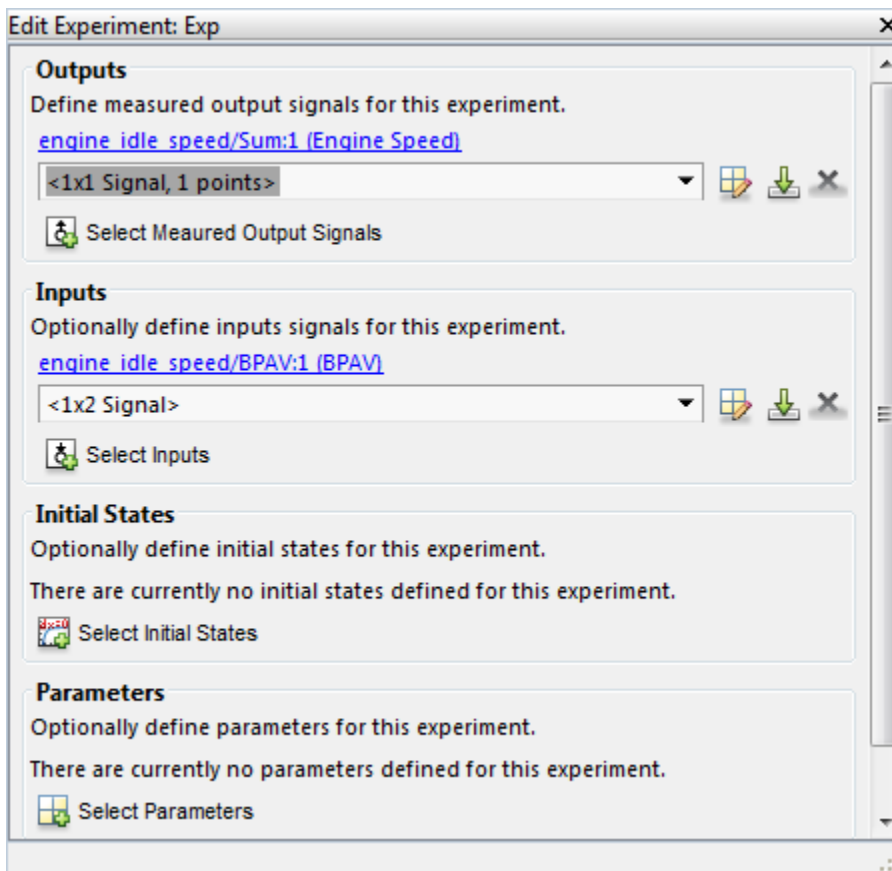 Edit Experiment: Exp
Outputs
Define measured output signals for this experiment.
engine_idle_speed/Sum:1 (Engine Speed)
<1x1 Signal, 1 points>
Select Meaured Output Signals
Inputs
Optionally define inputs signals for this experiment.
engine_idle_speed/BPAV:1 (BPAV)
<1x2 Signal>
Select Inputs
Initial States
Optionally define initial states for this experiment.
There are currently no initial states defined for this experiment.
Select Initial States
Parameters
Optionally define parameters for this experiment.
There are currently no parameters defined for this experiment.
Select Parameters